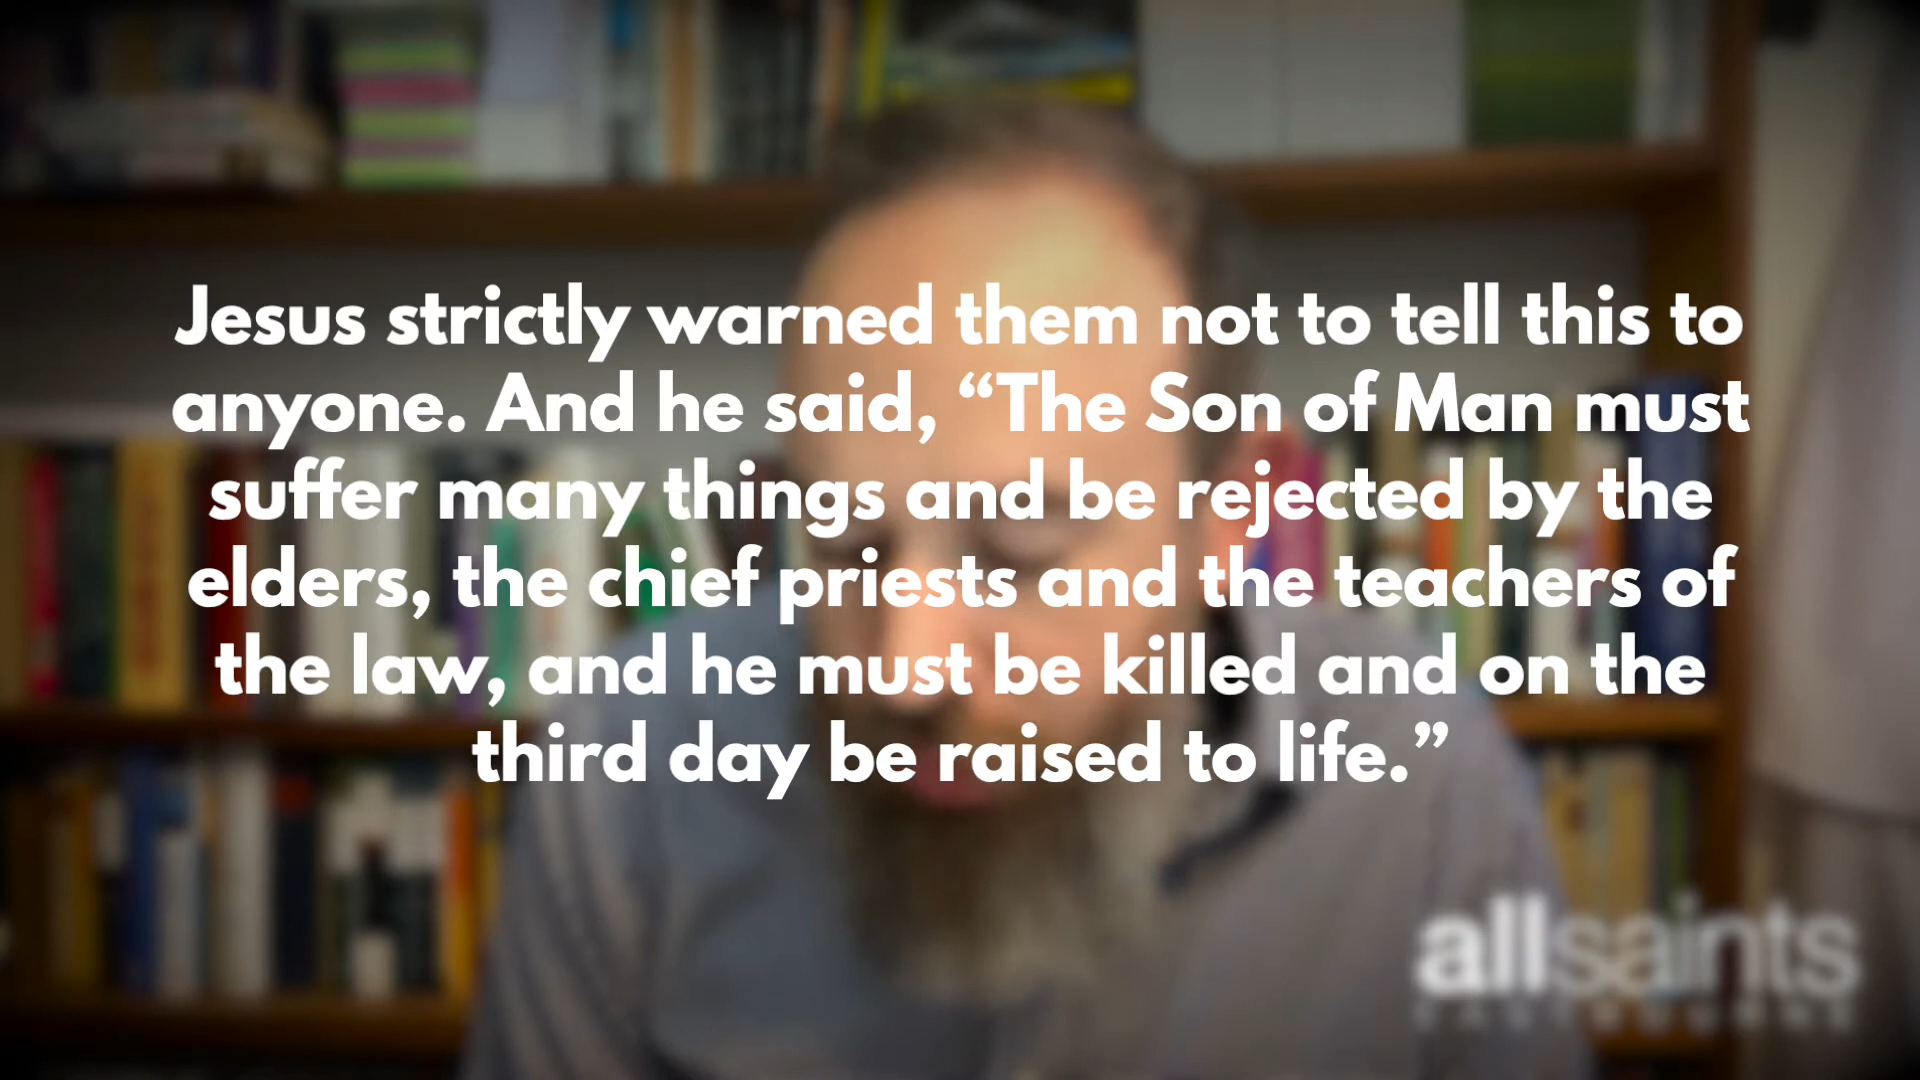 Jesus strictly warned them not to tell this to
anyone. And he said, “The Son of Man must
suffer many things and be rejected by the
elders, the chief priests and the teachers of
the law, and he must be killed and on the
third day be raised to life.”
allsaints
EASTBOURNE